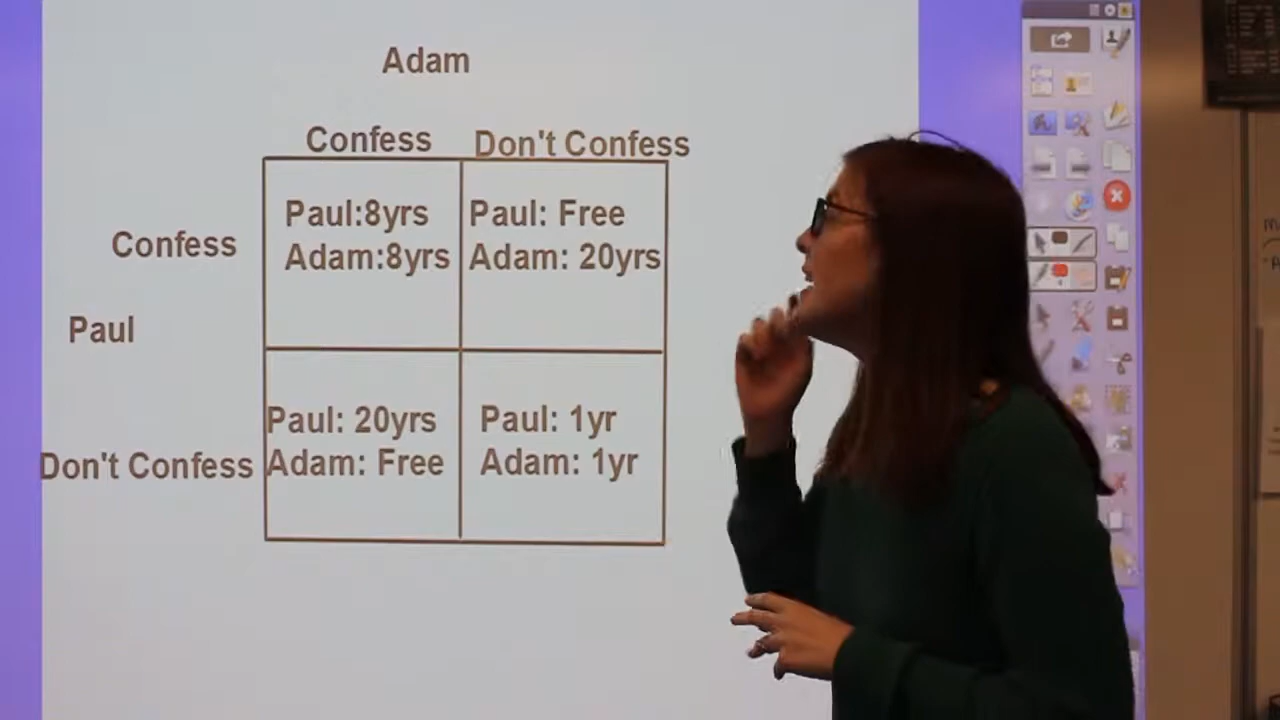 Adam
Confess Don't Confess
Paul:8yrs Paul: Free
Confess Adam:8yrs Adam: 20yrs
Paul
Paul: 20yrs Paul: 1yr
Don't Confess Adam: Free Adam: 1yr